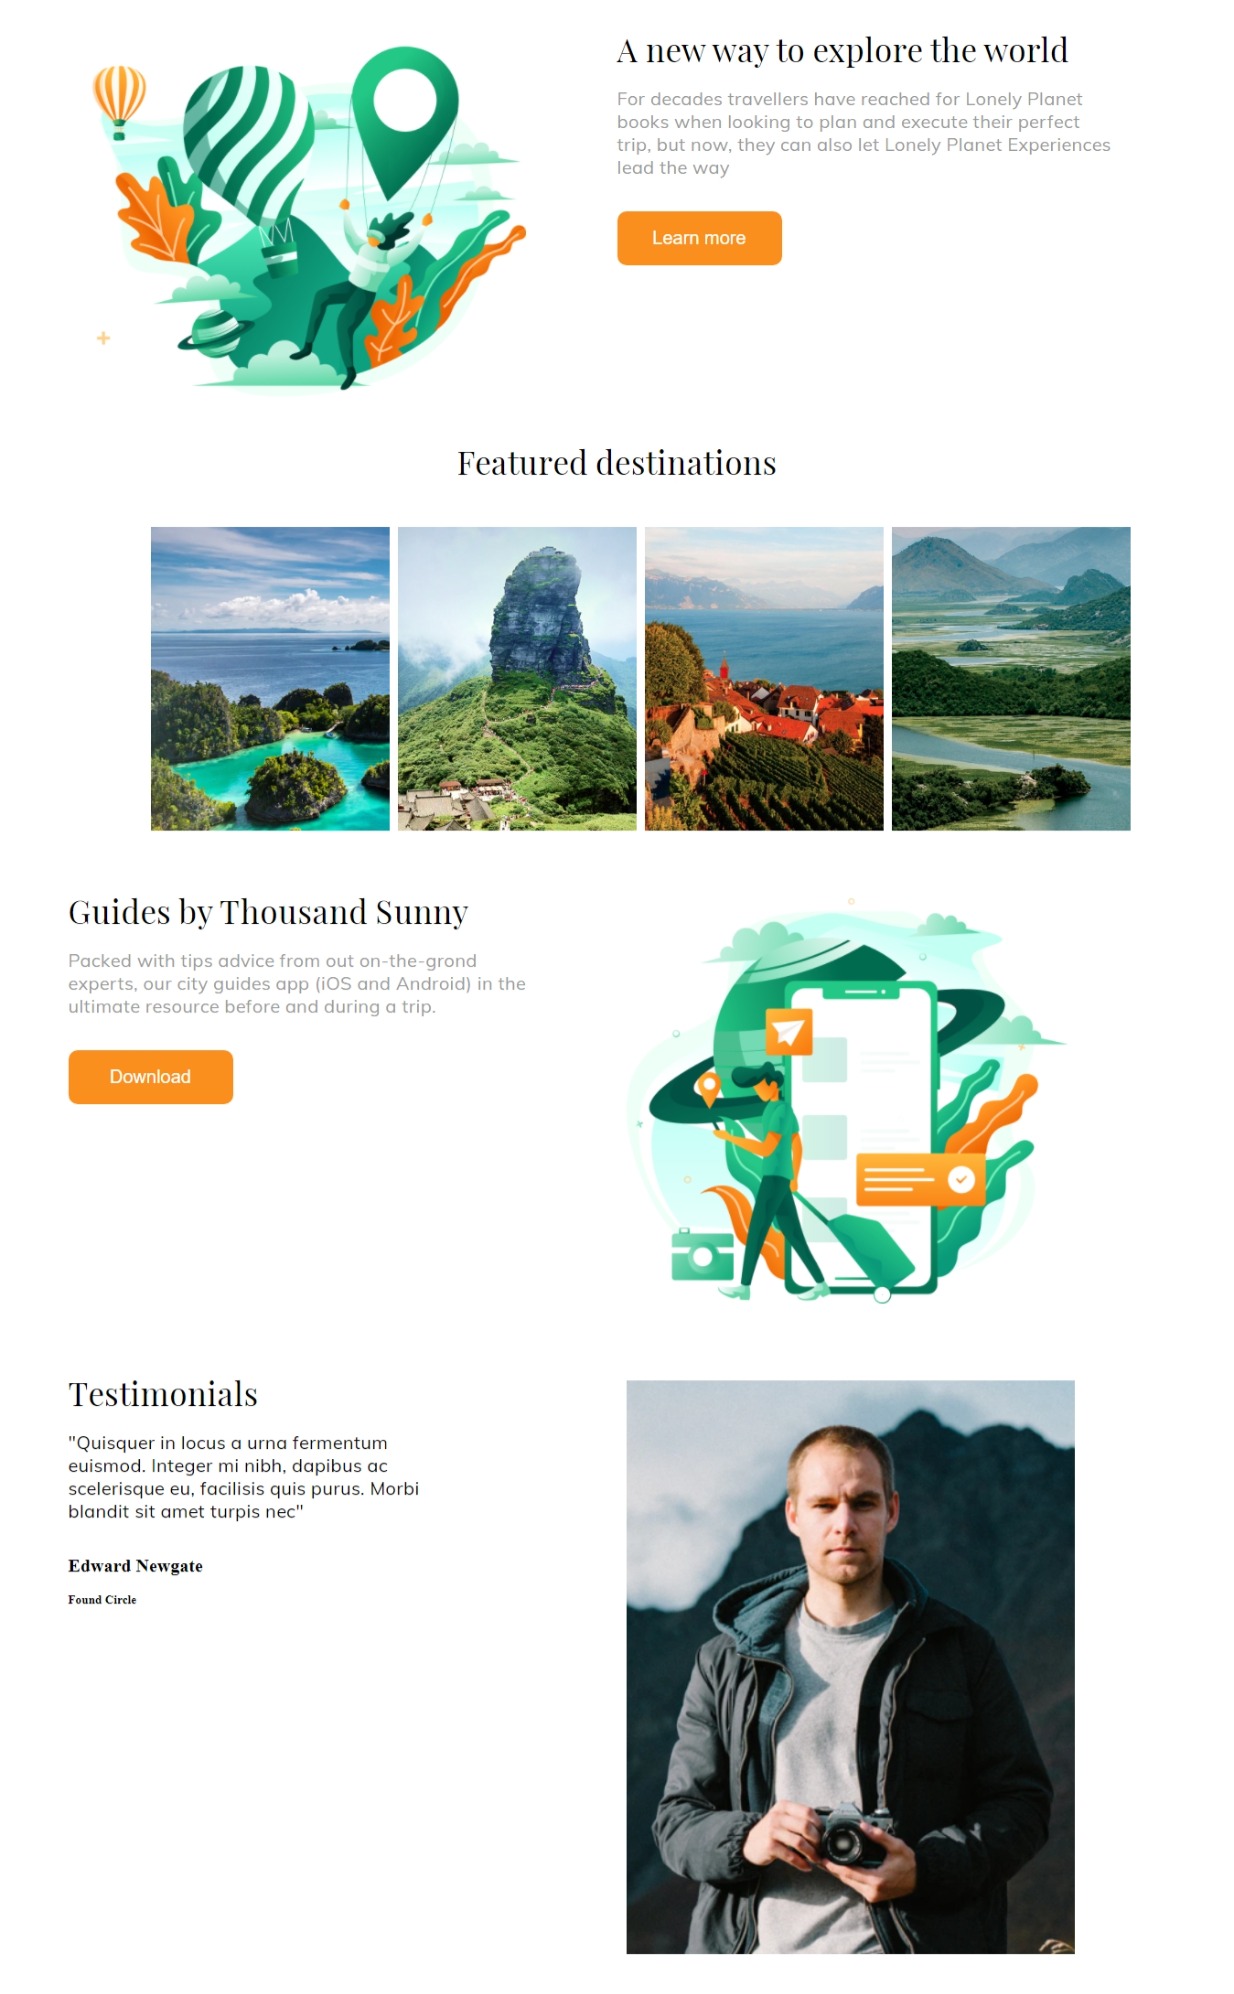 A new way to explore the world
For decades travellers have reached for Lonely Planet
books when looking to plan and execute their perfect
trip, but now, they can also let Lonely Planet Experiences
lead the way
Learn more
Featured destinations
Guides by Thousand Sunny
Packed with tips advice from out on-the-grond
experts, our city guides app (iOS and Android) in the
ultimate resource before and during a trip.
Download
Testimonials
"Quisquer in locus a urna fermentum
euismod. Integer mi nibh, dapibus ac
scelerisque eu, facilisis quis purus. Morbi
blandit sit amet turpis nec"
Edward Newgate
Found Circle